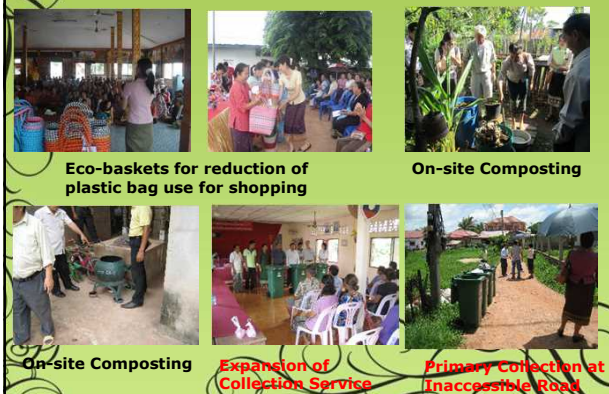 Eco-baskets for reduction of
plastic bag use for shopping
On-site Composting
On-site Composting
Expansion of
Collection Service
Primary Collection at
Inaccessible Road